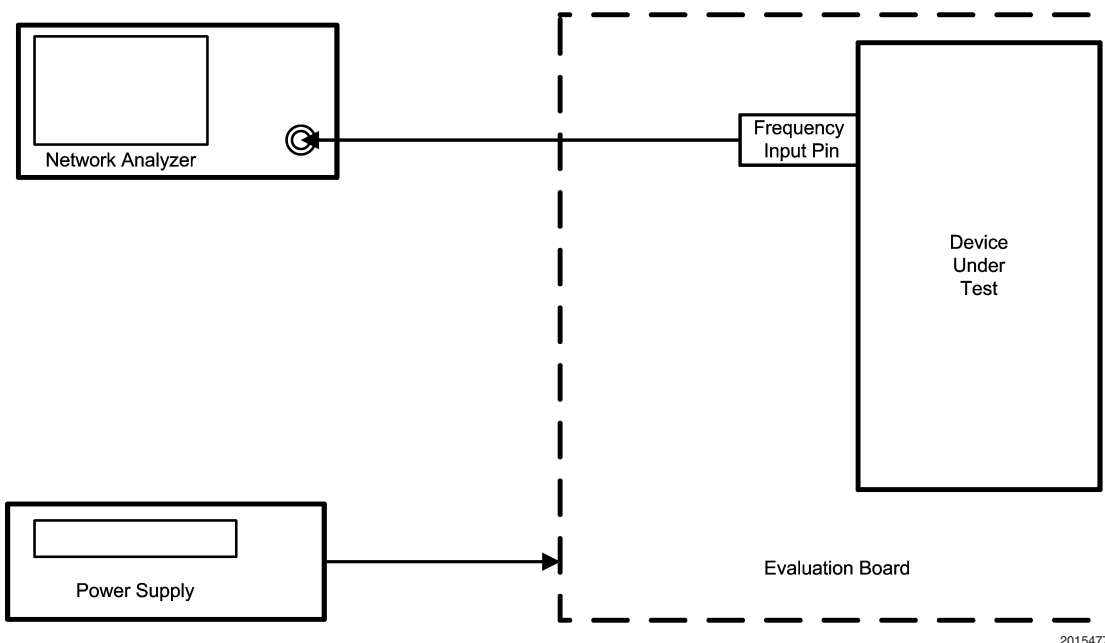 Network Analyzer
Frequency
Input Pin
Device
Under
Test
Power Supply
Evaluation Board